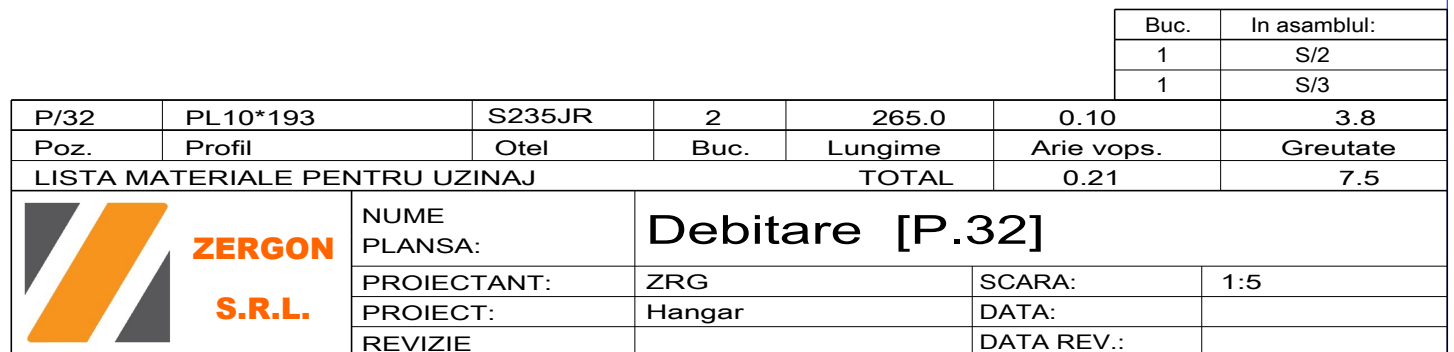 Buc. In asamblul:
1 S/2
1 S/3
P/32 PL10*193 S235JR 2 265.0 0.10 3.8
Poz. Profil Otel Buc. Lungime Arie vops. Greutate
LISTA MATERIALE PENTRU UZINAJ TOTAL 0.21 7.5
ZERGON
S.R.L.
NUME
PLANSA:
Debitare [P.32]
PROIECTANT: ZRG SCARA: 1:5
PROIECT: Hangar DATA:
REVIZIE DATA REV.: